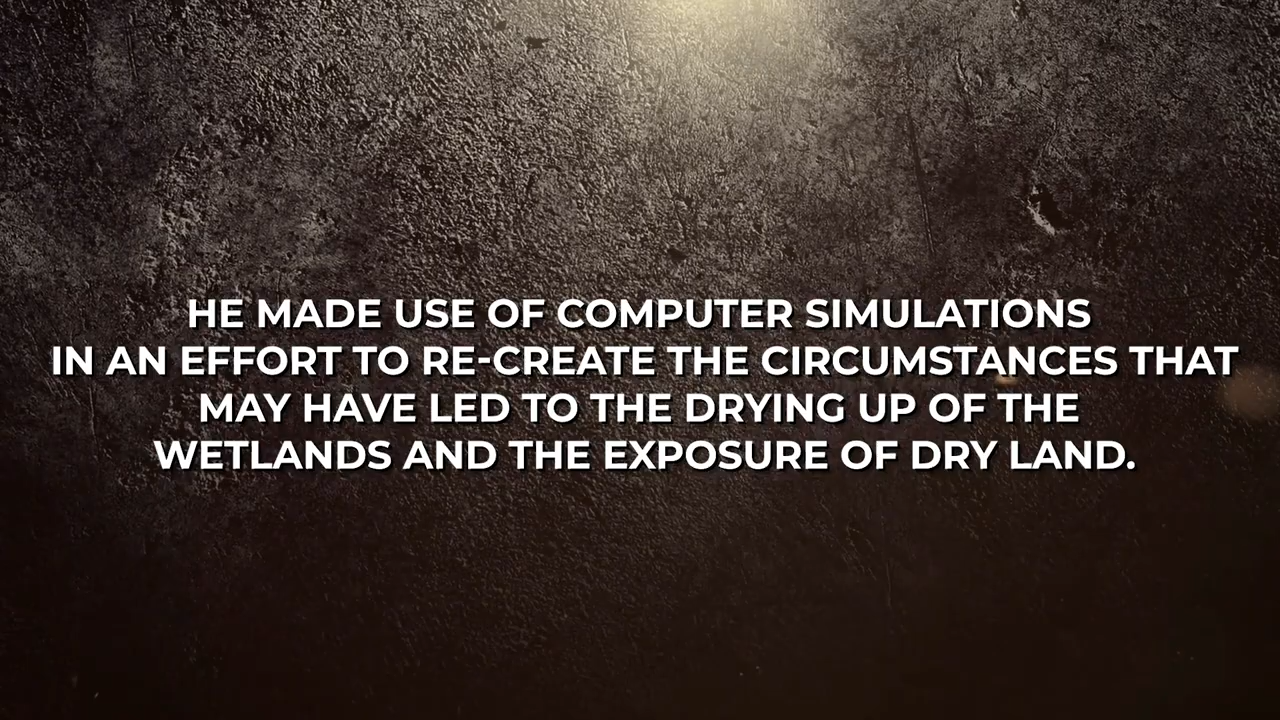 HE MADE USE OF COMPUTER SIMULATIONS
IN AN EFFORT TO RE-CREATE THE CIRCUMSTANCES THAT
MAY HAVE LED TO THE DRYING UP OF THE
WETLANDS AND THE EXPOSURE OF DRY LAND.